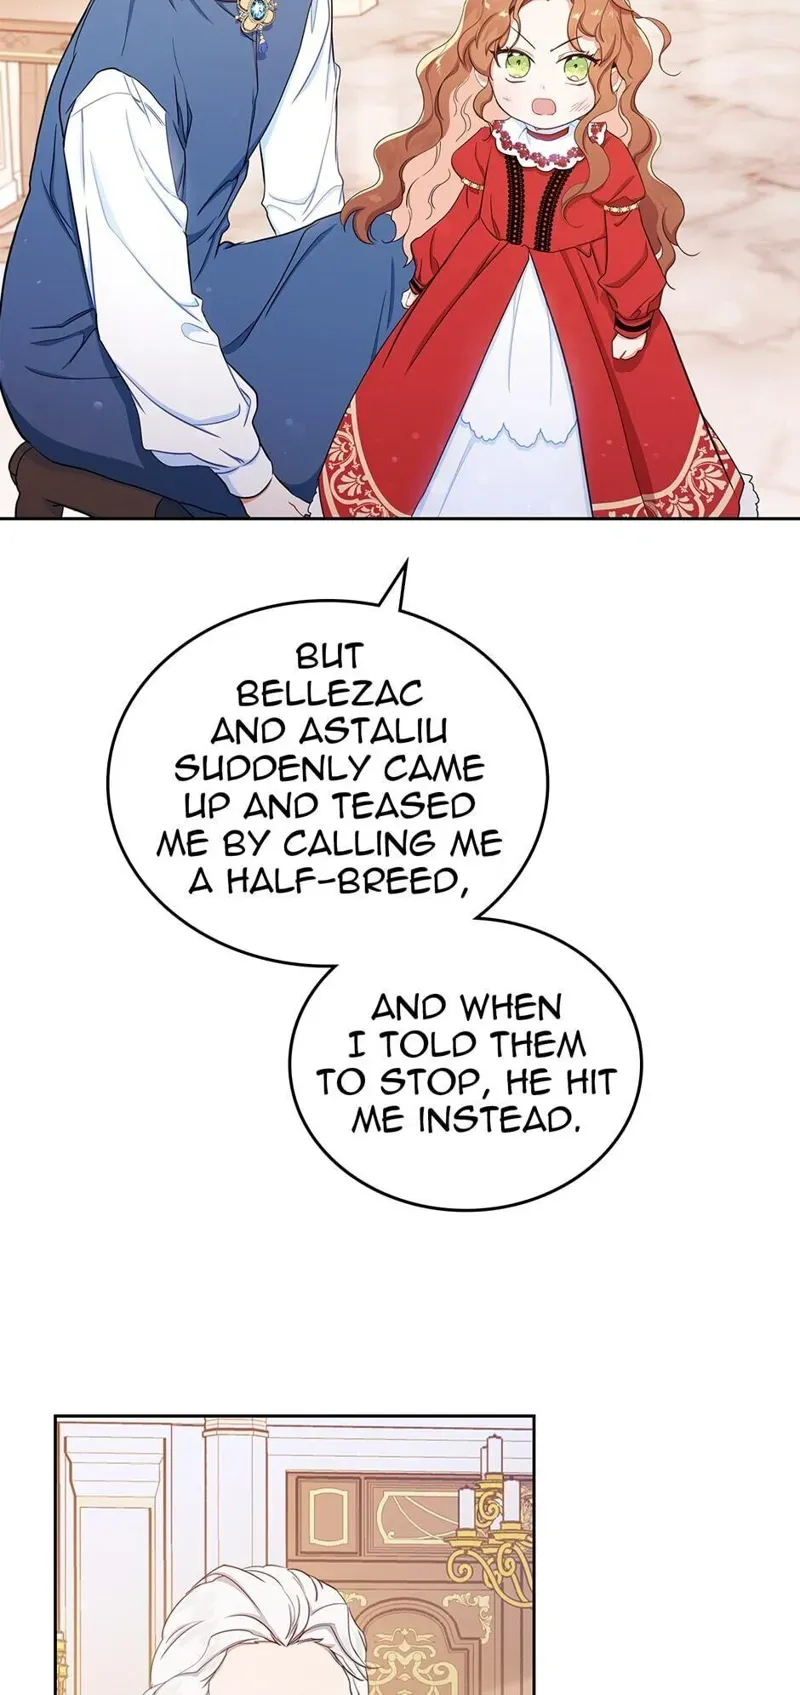 BUT
BELLEZAC
AND ASTALIU
SUDDENLY CAME
UP AND TEASED
ME BY CALLING ME
A HALF-BREED,
AND WHEN
I TOLD THEM
TO STOP, HE HIT
ME INSTEAD.